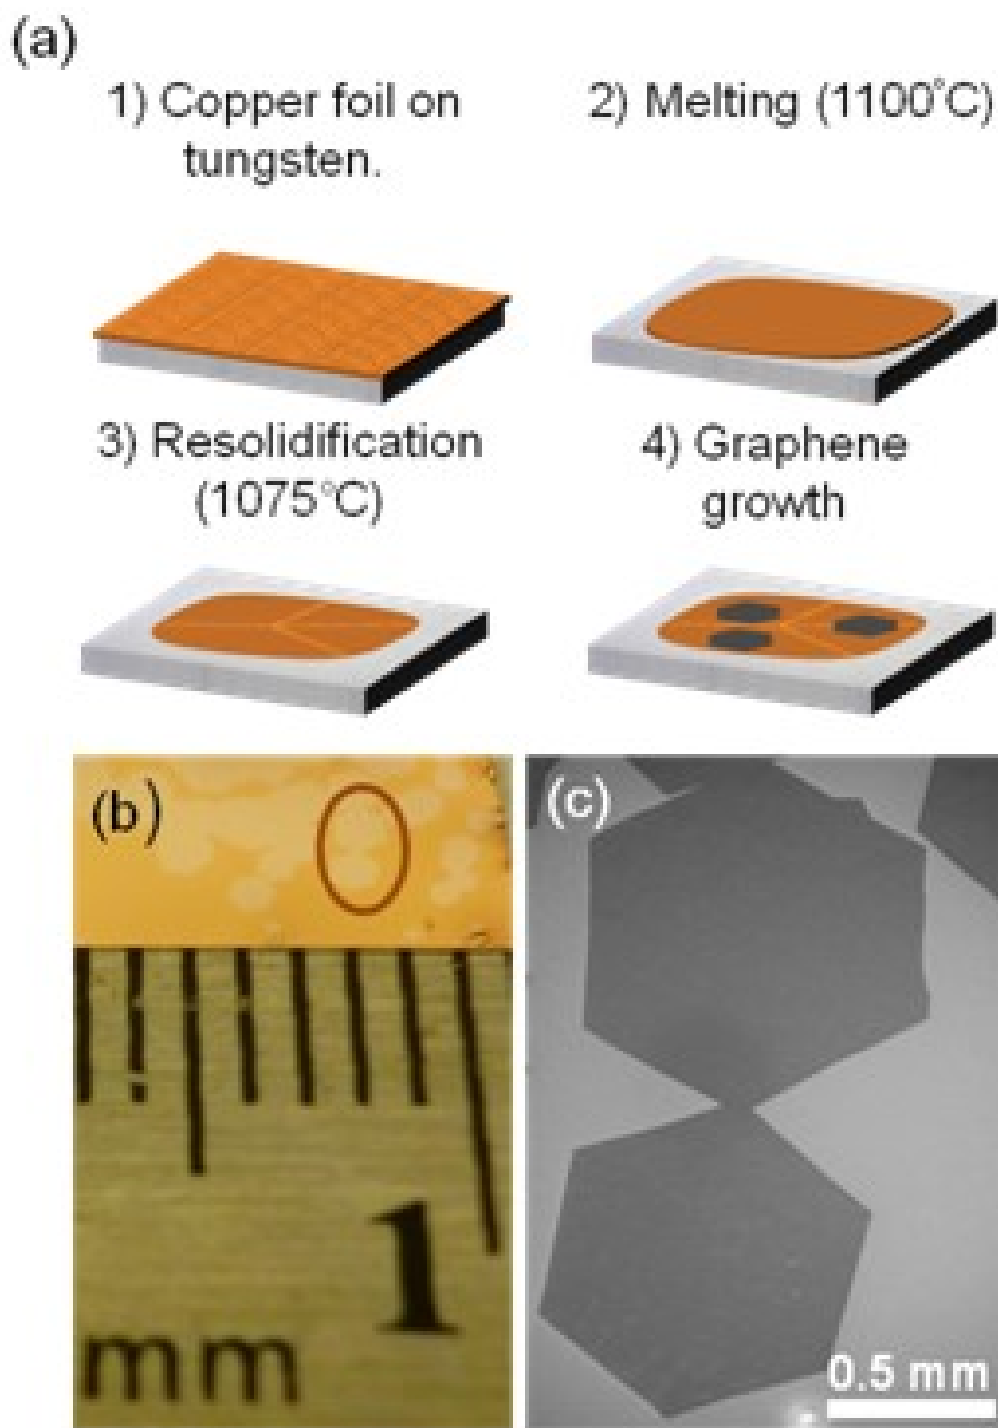 (a)
1) Copper foil on
tungsten.
2) Melting (1100°C)
3) Resolidification
(1075°C)
4) Graphene
growth
(b)
1
mm
(c)
0.5 mm